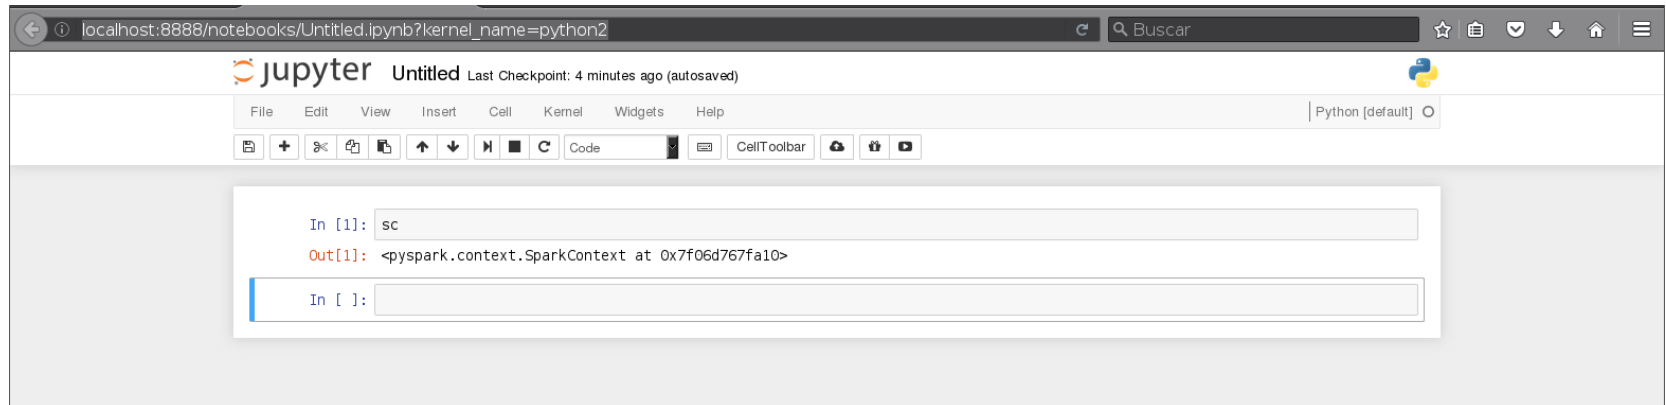 localhost:8888/notebooks/Untitled.ipynb?kernel_name=python2 Buscar
jupyter Untitled Last Checkpoint: 4 minutes ago (autosaved)
File Edit View Insert Cell Kernel Widgets Help Python [default]
Code CellToolbar
In [1]: sc
Out[1]: <pyspark.context.SparkContext at 0x7f06d767fa10>
In [ ]: